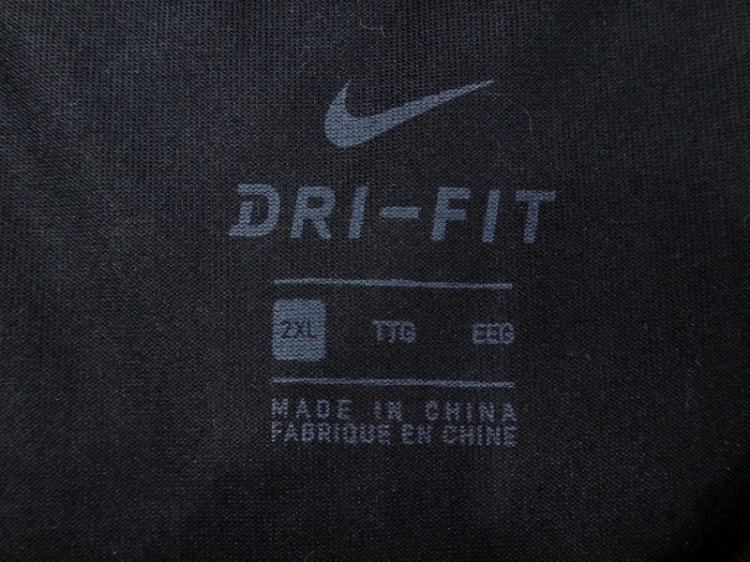 DRI-FIT
2XL TTG EEG
MADE IN CHINA
FABRIQUE EN CHINE